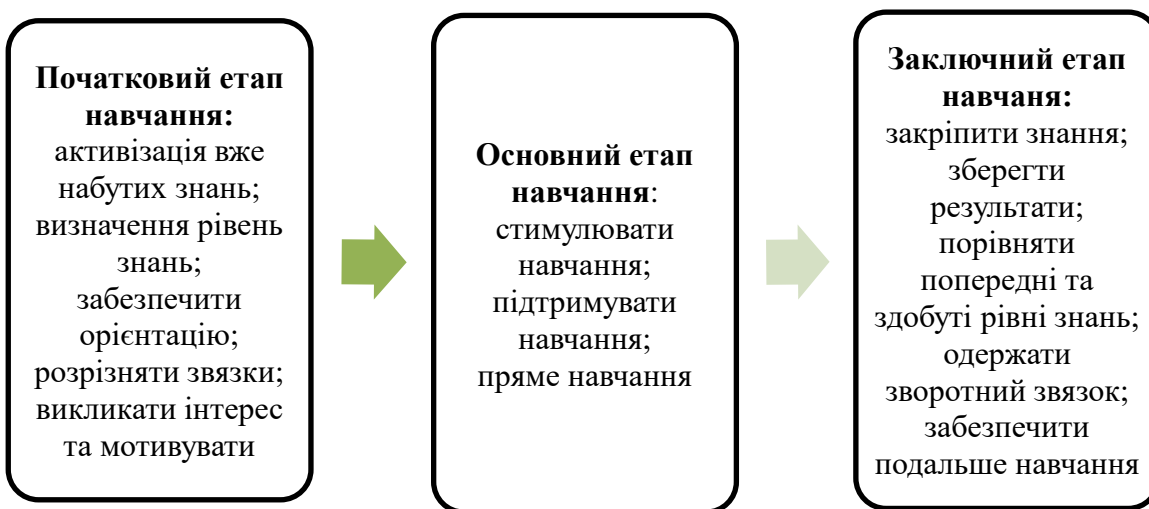 Початковий етап
навчання:
активізація вже
набутих знань;
визначення рівень
знань;
забезпечити
орієнтацію;
розрізняти звязки;
викликати інтерес
та мотивувати
Основний етап
навчання:
стимулювати
навчання;
підтримувати
навчання;
пряме навчання
Заключний етап
навчаня:
закріпити знання;
зберегти
результати;
порівняти
попередні та
здобуті рівні знань;
одержати
зворотний звязок;
забезпечити
подальше навчання